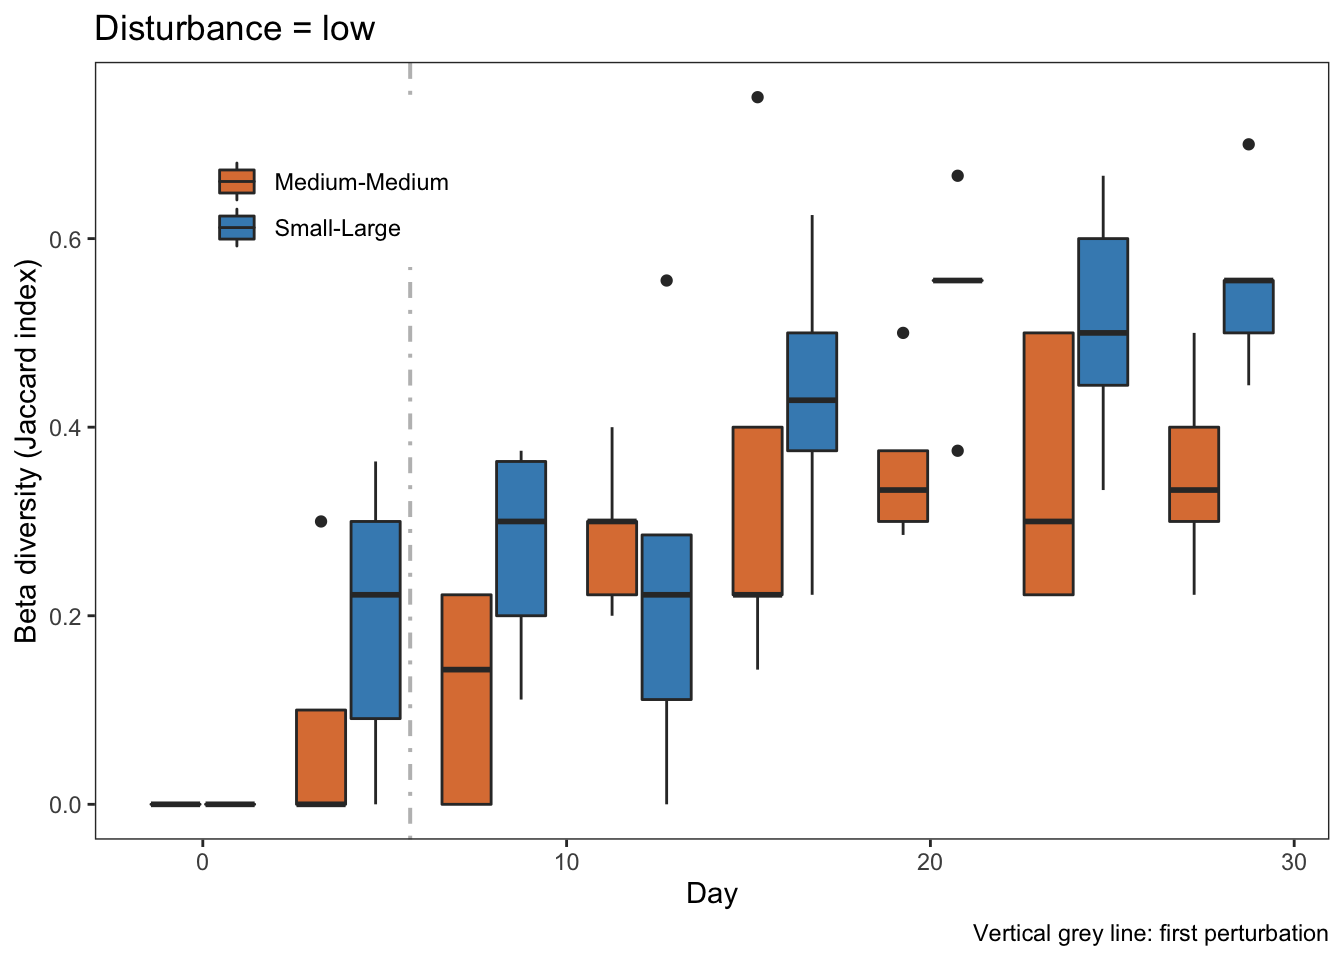 Disturbance = low
Medium-Medium
Small-Large
Beta diversity (Jaccard index)
0.6
0.4
0.2
0.0
0 10 20 30
Day
Vertical grey line: first perturbation